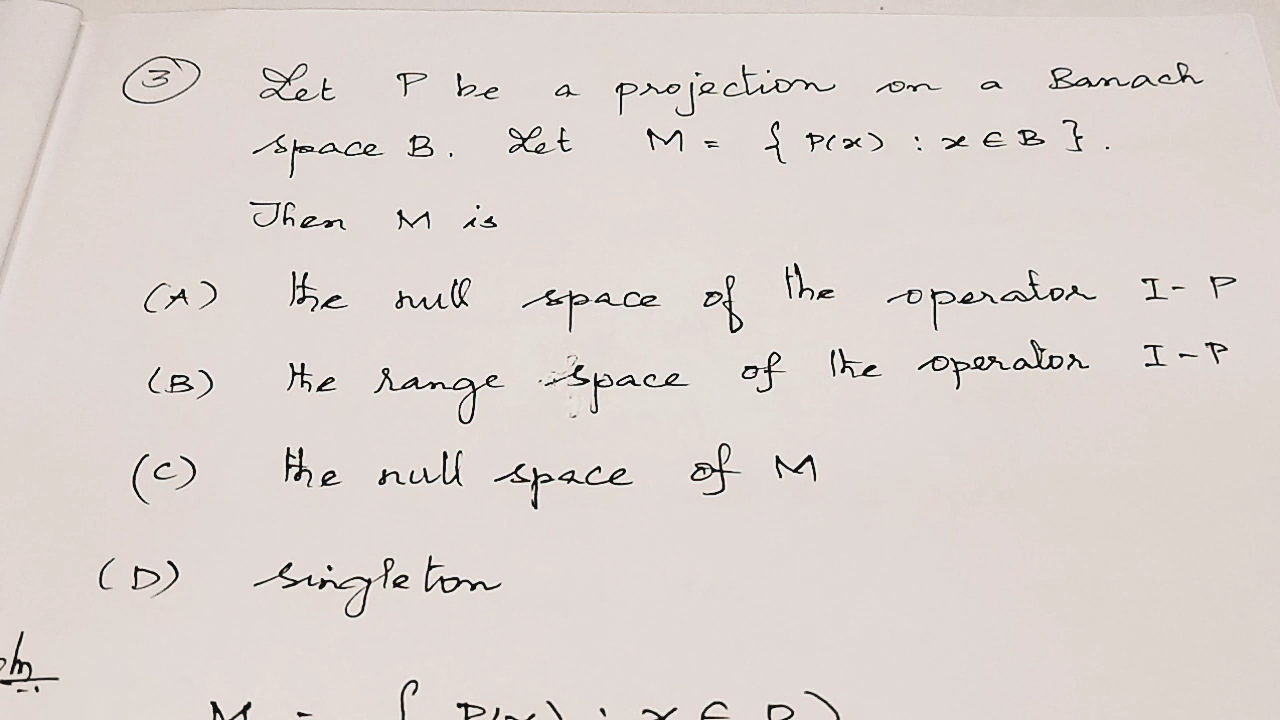 3 Let P be a projection on a Banach
space B. Let M = { P(x) : x ∈ B }.
Then M is
(A) the null space of the operator I - P
(B) the range space of the operator I - P
(C) the null space of M
(D) singleton
M = { P(x) : x ∈ B }